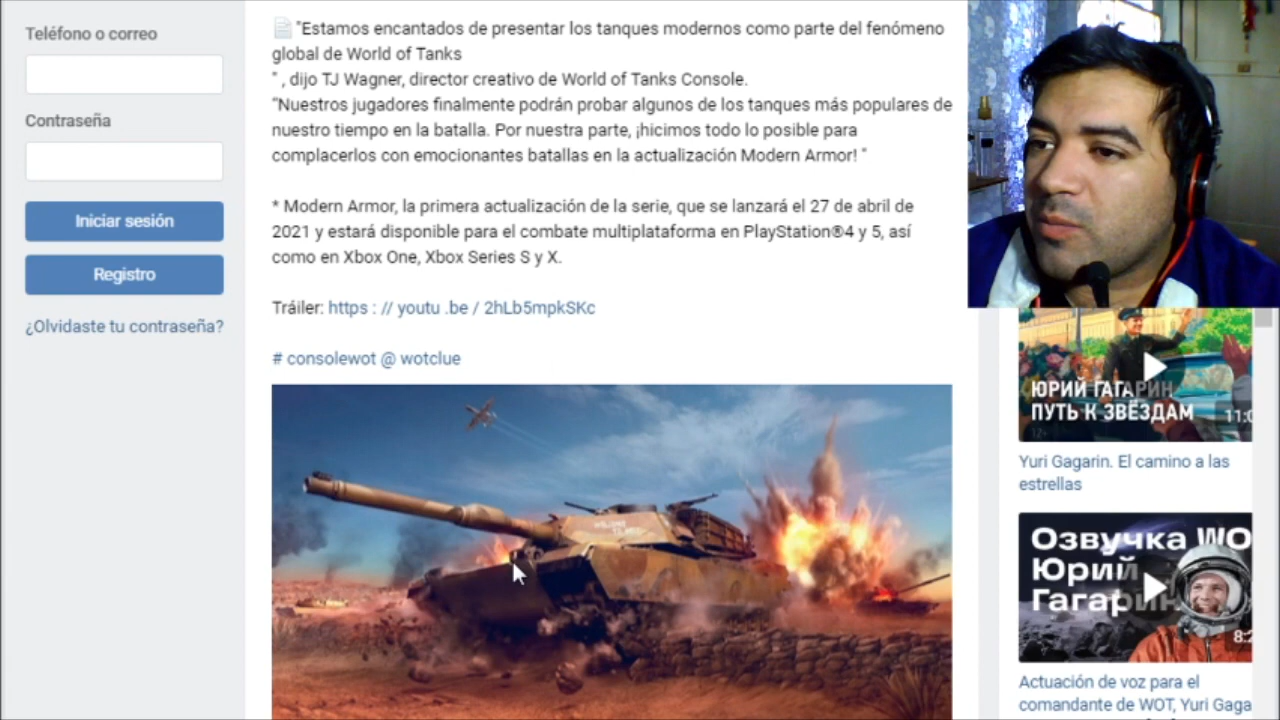 Teléfono o correo
Contraseña
Iniciar sesión
Registro
¿Olvidaste tu contraseña?
"Estamos encantados de presentar los tanques modernos como parte del fenómeno
global de World of Tanks
" , dijo TJ Wagner, director creativo de World of Tanks Console.
"Nuestros jugadores finalmente podrán probar algunos de los tanques más populares de
nuestro tiempo en la batalla. Por nuestra parte, ¡hicimos todo lo posible para
complacerlos con emocionantes batallas en la actualización Modern Armor! "
* Modern Armor, la primera actualización de la serie, que se lanzará el 27 de abril de
2021 y estará disponible para el combate multiplataforma en PlayStation®4 y 5, así
como en Xbox One, Xbox Series S y X.
Tráiler: https : // youtu .be / 2hLb5mpkSKc
# consolewot @ wotclue
ЮРИЙ ГАГАРИН
ПУТЬ К ЗВЁЗДАМ
12+
Yuri Gagarin. El camino a las
estrellas
Озвучка WO
Юрий
Гагарин
Actuación de voz para el
comandante de WOT, Yuri Gaga